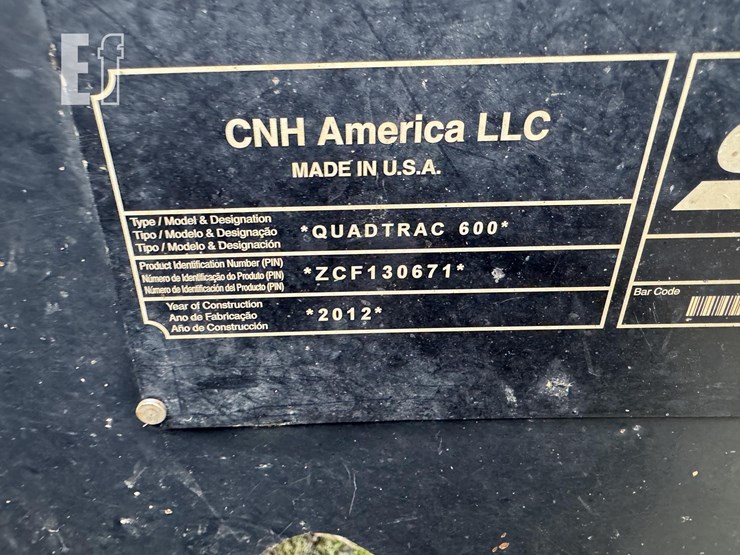 Ef
CNH America LLC
MADE IN U.S.A.
Type / Model & Designation
Tipo / Modelo & Designação
Tipo / Modelo & Designación
*QUADTRAC 600*
Product Identification Number (PIN)
Número de Identificação do Produto (PIN)
Número de Identificación del Producto (PIN)
*ZCF130671*
Year of Construction
Ano de Fabricação
Año de Construcción
*2012*
Bar Code